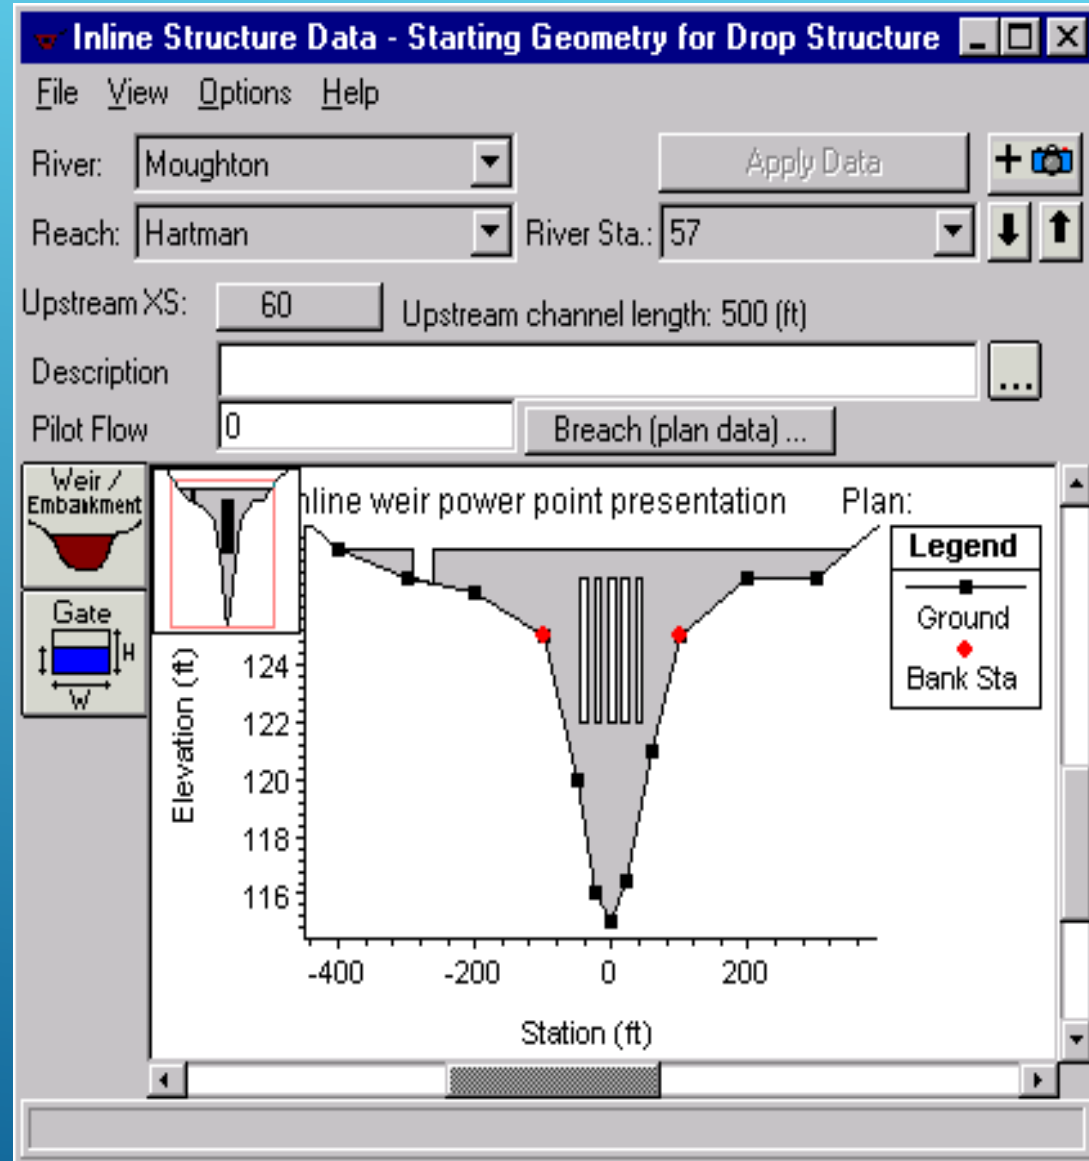 Inline Structure Data - Starting Geometry for Drop Structure
File View Options Help
River: Moughton Apply Data
Reach: Hartman River Sta.: 57
Upstream XS: 60 Upstream channel length: 500 (ft)
Description ...
Pilot Flow 0 Breach (plan data) ...
Weir / Embankment
Gate
H
W
nline weir power point presentation Plan:
Legend
Ground
Bank Sta
Elevation (ft)
124
122
120
118
116
-400 -200 0 200
Station (ft)